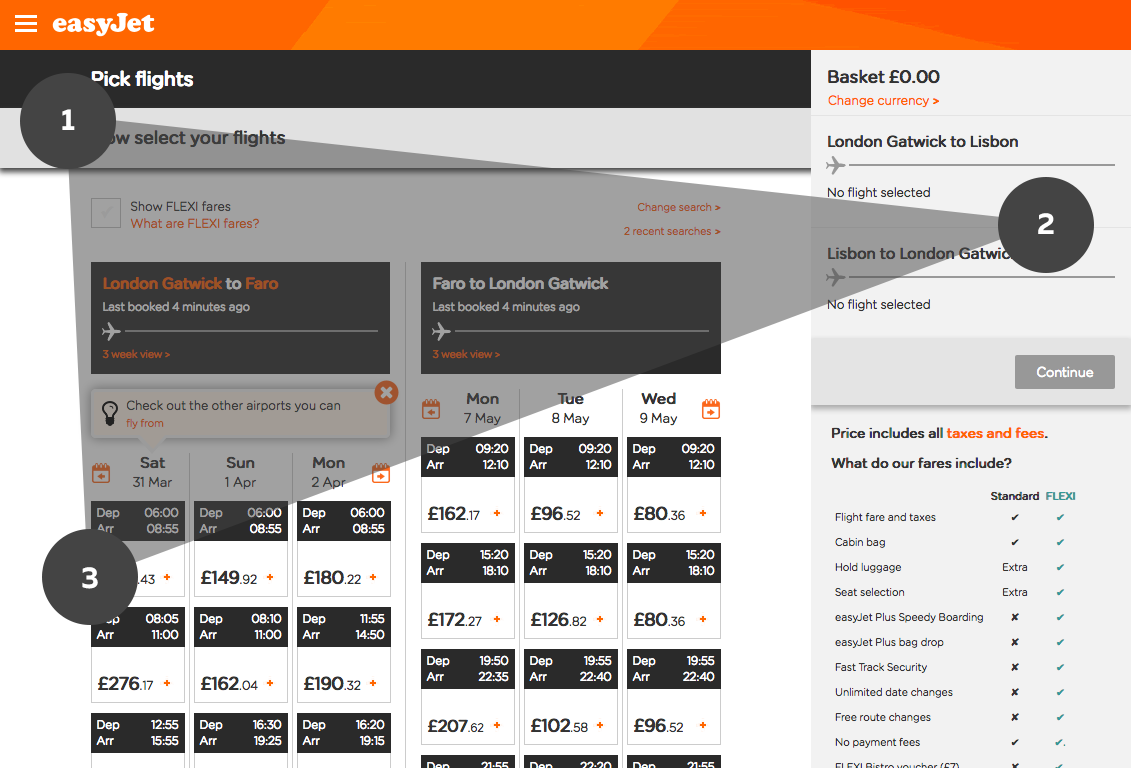 easyJet
Pick flights
1
ow select your flights
Show FLEXI fares
What are FLEXI fares?
Change search >
2 recent searches >
London Gatwick to Faro
Last booked 4 minutes ago
3 week view >
Faro to London Gatwick
Last booked 4 minutes ago
3 week view >
Check out the other airports you can
fly from
Sat
31 Mar
Sun
1 Apr
Mon
2 Apr
Dep 06:00
Arr 08:55
Dep 06:00
Arr 08:55
Dep 06:00
Arr 08:55
3
.43 +
£149.92 +
£180.22 +
Dep 08:05
Arr 11:00
Dep 08:10
Arr 11:00
Dep 11:55
Arr 14:50
£276.17 +
£162.04 +
£190.32 +
Dep 12:55
Arr 15:55
Dep 16:30
Arr 19:25
Dep 16:20
Arr 19:15
Mon
7 May
Tue
8 May
Wed
9 May
Dep 09:20
Arr 12:10
Dep 09:20
Arr 12:10
Dep 09:20
Arr 12:10
£162.17 +
£96.52 +
£80.36 +
Dep 15:20
Arr 18:10
Dep 15:20
Arr 18:10
Dep 15:20
Arr 18:10
£172.27 +
£126.82 +
£80.36 +
Dep 19:50
Arr 22:35
Dep 19:55
Arr 22:40
Dep 19:55
Arr 22:40
£207.62 +
£102.58 +
£96.52 +
Dep 21:55
Dep 22:20
Dep 21:55
Basket £0.00
Change currency >
London Gatwick to Lisbon
No flight selected
2
Lisbon to London Gatwic
No flight selected
Continue
Price includes all taxes and fees.
What do our fares include?
Standard FLEXI
Flight fare and taxes ✔ ✔
Cabin bag ✔ ✔
Hold luggage Extra ✔
Seat selection Extra ✔
easyJet Plus Speedy Boarding ✘ ✔
easyJet Plus bag drop ✘ ✔
Fast Track Security ✘ ✔
Unlimited date changes ✘ ✔
Free route changes ✘ ✔
No payment fees ✔ ✔.
FLEXI Bistro voucher (£7) ✘ ✔